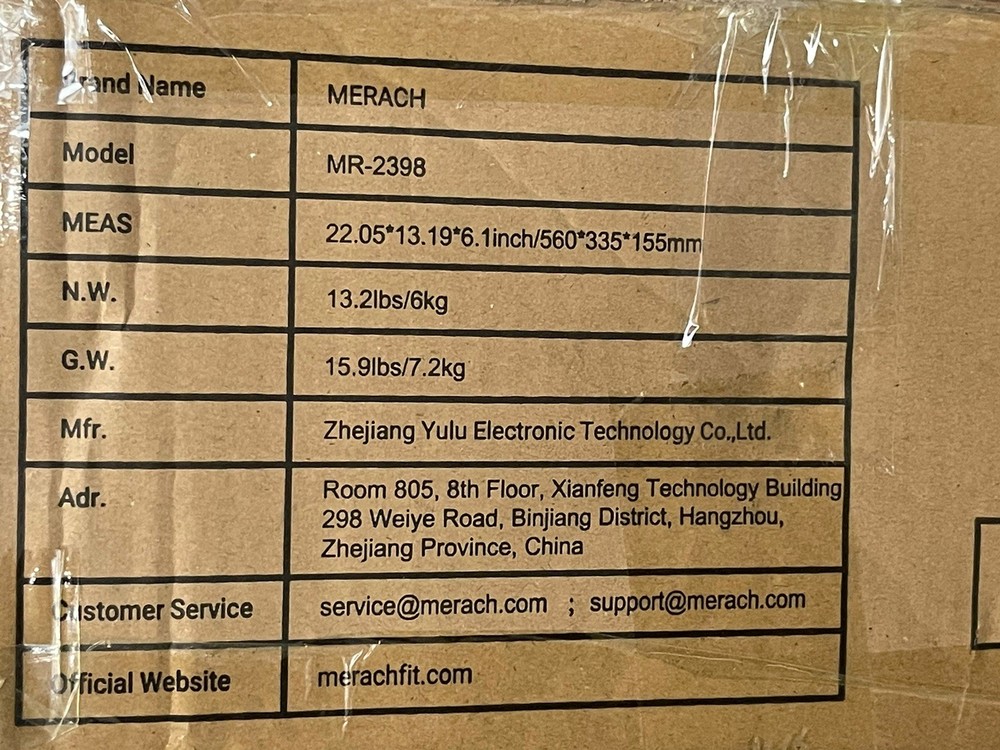 Brand Name MERACH
Model MR-2398
MEAS 22.05*13.19*6.1inch/560*335*155mm
N.W. 13.2lbs/6kg
G.W. 15.9lbs/7.2kg
Mfr. Zhejiang Yulu Electronic Technology Co.,Ltd.
Adr. Room 805, 8th Floor, Xianfeng Technology Building
298 Weiye Road, Binjiang District, Hangzhou,
Zhejiang Province, China
Customer Service service@merach.com ; support@merach.com
Official Website merachfit.com